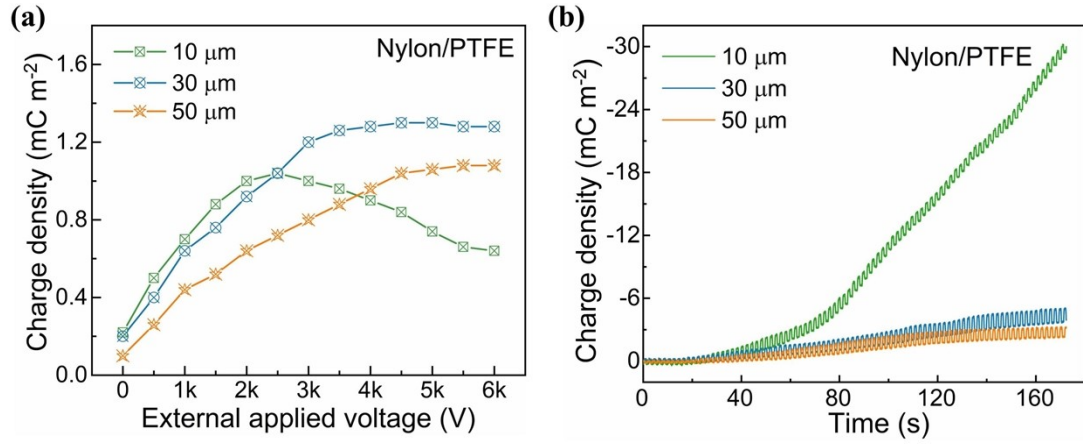 (a)
Nylon/PTFE
10 μm
30 μm
50 μm
Charge density (mC m⁻²)
1.6
1.2
0.8
0.4
0.0
0 1k 2k 3k 4k 5k 6k
External applied voltage (V)
(b)
Nylon/PTFE
10 μm
30 μm
50 μm
Charge density (mC m⁻²)
-30
-24
-18
-12
-6
0
0 40 80 120 160
Time (s)